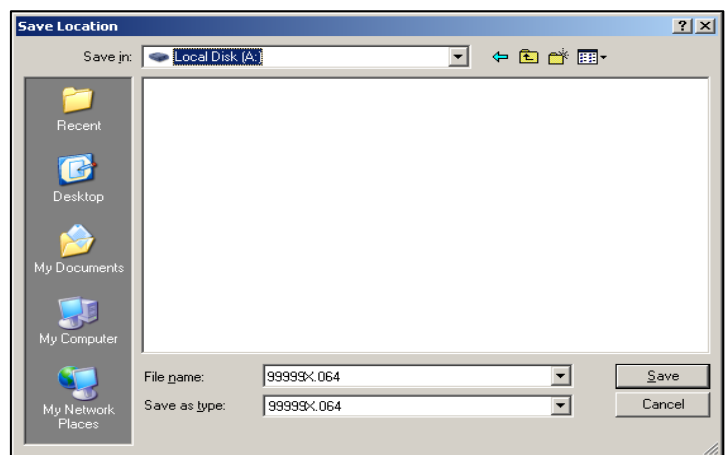 Save Location
Save in: Local Disk (A:)
Recent
Desktop
My Documents
My Computer
My Network
Places
File name: 99999X.064 Save
Save as type: 99999X.064 Cancel